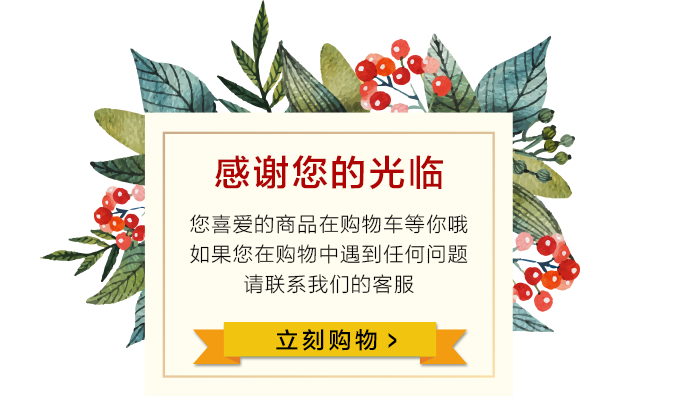 感谢您的光临
您喜爱的商品在购物车等你哦
如果您在购物中遇到任何问题
请联系我们的客服
立刻购物 >